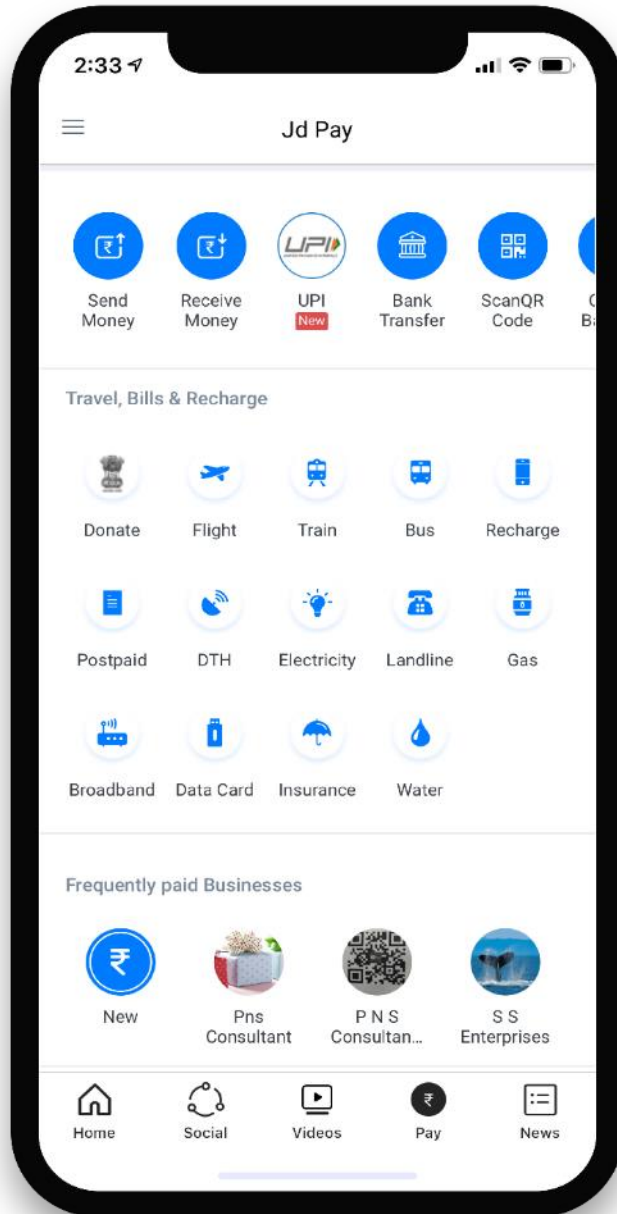 2:33
Jd Pay
₹ ₹ UPI
Send Receive UPI Bank ScanQR
Money Money New Transfer Code
Travel, Bills & Recharge
Donate Flight Train Bus Recharge
Postpaid DTH Electricity Landline Gas
Broadband Data Card Insurance Water
Frequently paid Businesses
₹
New Pns P N S S S
Consultant Consultan... Enterprises
₹
Home Social Videos Pay News